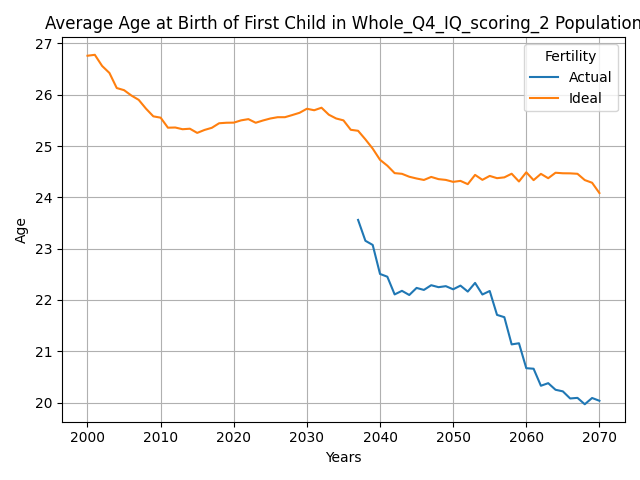 Average Age at Birth of First Child in Whole_Q4_IQ_scoring_2 Population
27
26
25
24
23
22
21
20
Age
Fertility
Actual
Ideal
2000 2010 2020 2030 2040 2050 2060 2070
Years